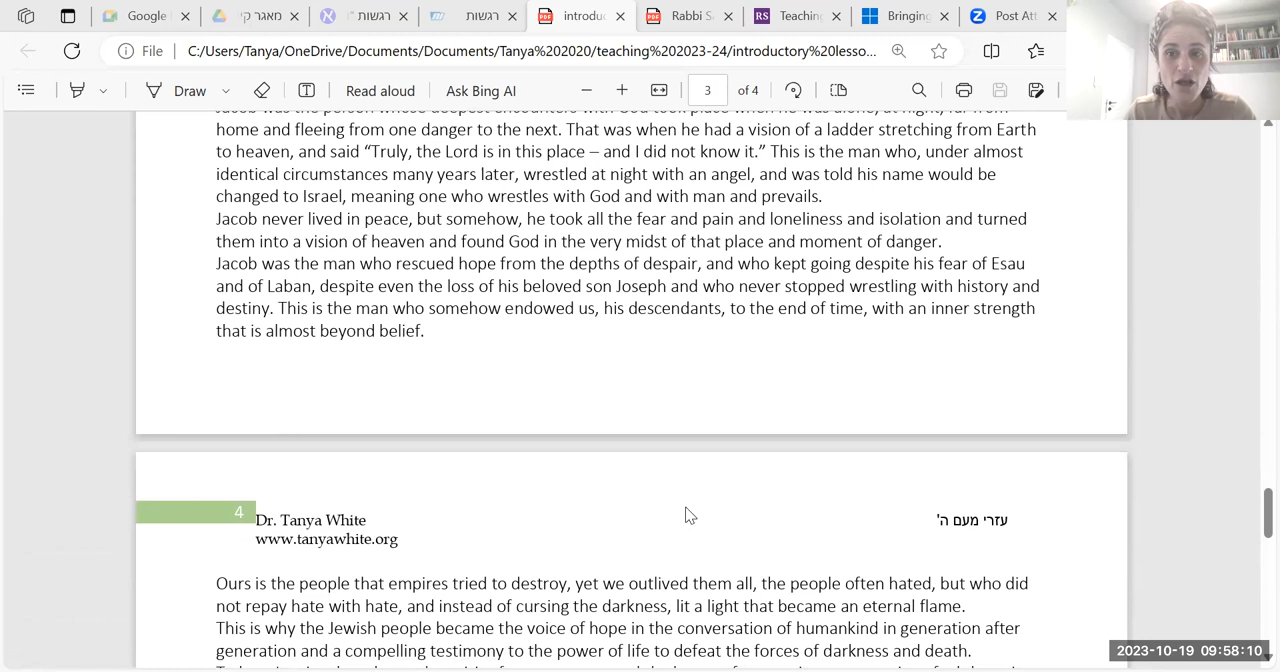 Google
מאגר קי
רגשות "ו
רגשות
introduc
Rabbi S
Teaching
Bringing
Post Att
File
C:/Users/Tanya/OneDrive/Documents/Documents/Tanya%202020/teaching%202023-24/introductory%20lesso...
Draw
Read aloud
Ask Bing AI
3
of 4
home and fleeing from one danger to the next. That was when he had a vision of a ladder stretching from Earth
to heaven, and said “Truly, the Lord is in this place – and I did not know it.” This is the man who, under almost
identical circumstances many years later, wrestled at night with an angel, and was told his name would be
changed to Israel, meaning one who wrestles with God and with man and prevails.
Jacob never lived in peace, but somehow, he took all the fear and pain and loneliness and isolation and turned
them into a vision of heaven and found God in the very midst of that place and moment of danger.
Jacob was the man who rescued hope from the depths of despair, and who kept going despite his fear of Esau
and of Laban, despite even the loss of his beloved son Joseph and who never stopped wrestling with history and
destiny. This is the man who somehow endowed us, his descendants, to the end of time, with an inner strength
that is almost beyond belief.
4
Dr. Tanya White
עזרי מעם ה'
www.tanyawhite.org
Ours is the people that empires tried to destroy, yet we outlived them all, the people often hated, but who did
not repay hate with hate, and instead of cursing the darkness, lit a light that became an eternal flame.
This is why the Jewish people became the voice of hope in the conversation of humankind in generation after
generation and a compelling testimony to the power of life to defeat the forces of darkness and death.
2023-10-19 09:58:10